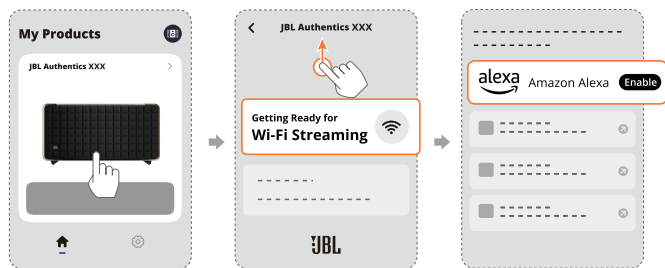 My Products
JBL Authentics XXX
JBL
JBL Authentics XXX
Getting Ready for
Wi-Fi Streaming
JBL
alexa
Amazon Alexa
Enable